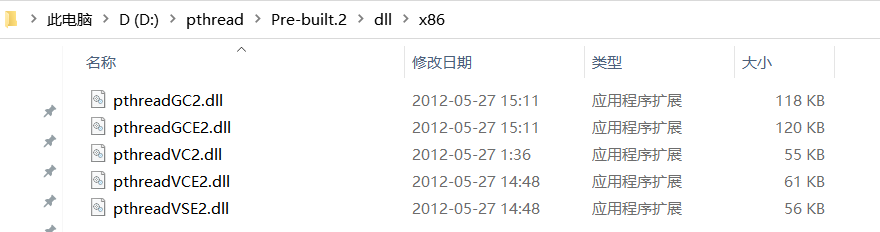 此电脑 > D (D:) > pthread > Pre-built.2 > dll > x86
名称 修改日期 类型 大小
pthreadGC2.dll 2012-05-27 15:11 应用程序扩展 118 KB
pthreadGCE2.dll 2012-05-27 15:11 应用程序扩展 120 KB
pthreadVC2.dll 2012-05-27 1:36 应用程序扩展 55 KB
pthreadVCE2.dll 2012-05-27 14:48 应用程序扩展 61 KB
pthreadVSE2.dll 2012-05-27 14:48 应用程序扩展 56 KB